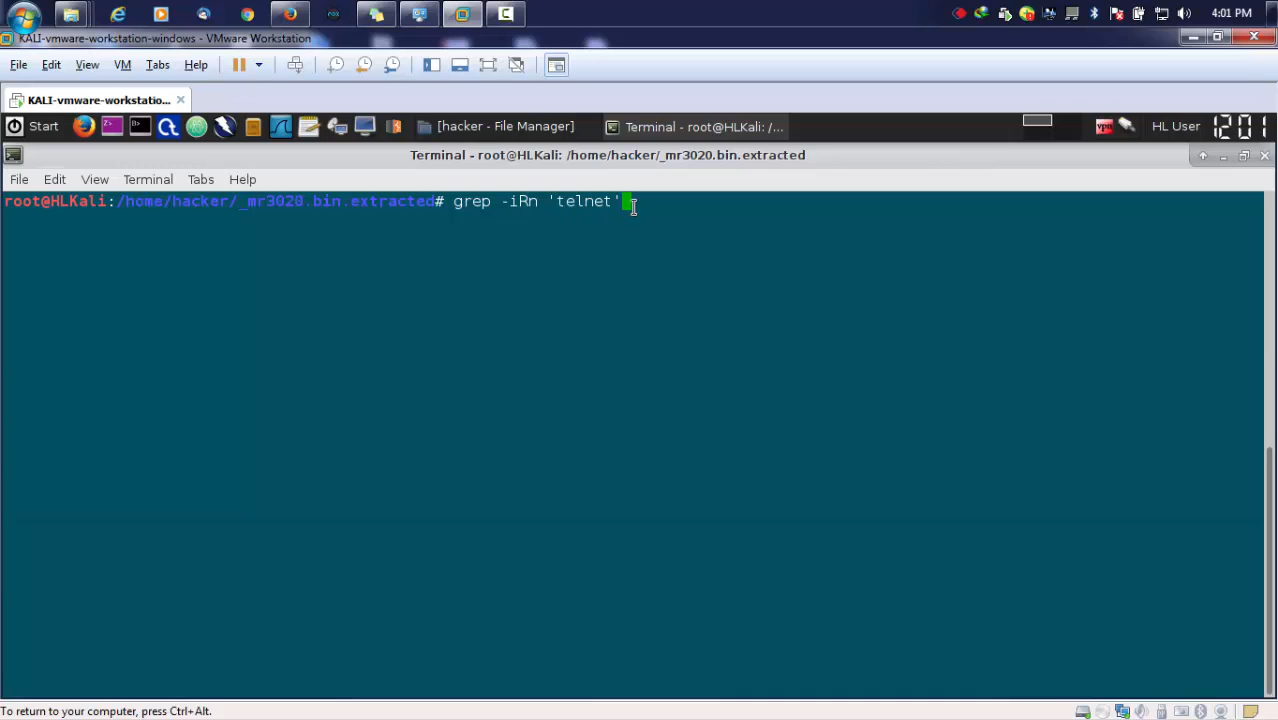 4:01 PM
KALI-vmware-workstation-windows - VMware Workstation
File Edit View VM Tabs Help
KALI-vmware-workstatio...
Start [hacker - File Manager] Terminal - root@HLKali: /... vpn HL User 1201
Terminal - root@HLKali: /home/hacker/_mr3020.bin.extracted
File Edit View Terminal Tabs Help
root@HLKali:/home/hacker/_mr3020.bin.extracted# grep -iRn 'telnet'
To return to your computer, press Ctrl+Alt.